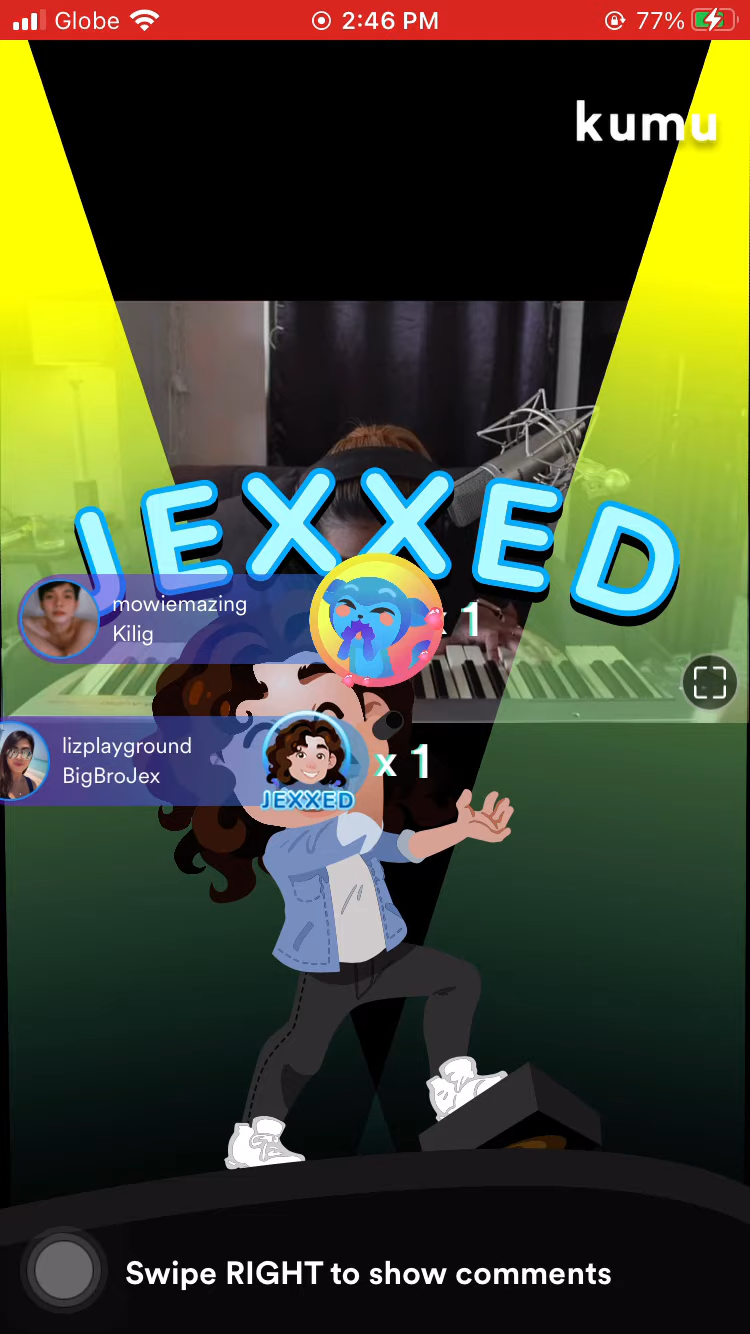 Globe
2:46 PM
77%
kumu
JEXXED
mowiemazing
Kilig
x 1
lizplayground
BigBroJex
JEXXED
x 1
Swipe RIGHT to show comments